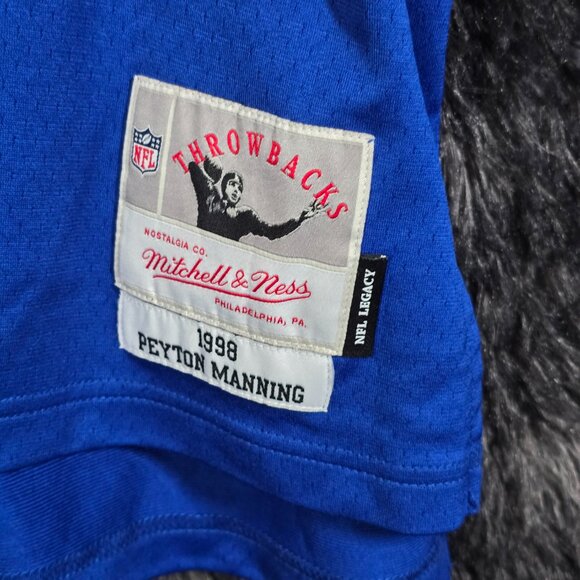 NFL
THROWBACKS
NOSTALGIA CO.
Mitchell & Ness
PHILADELPHIA, PA.
NFL LEGACY
1998
PEYTON MANNING